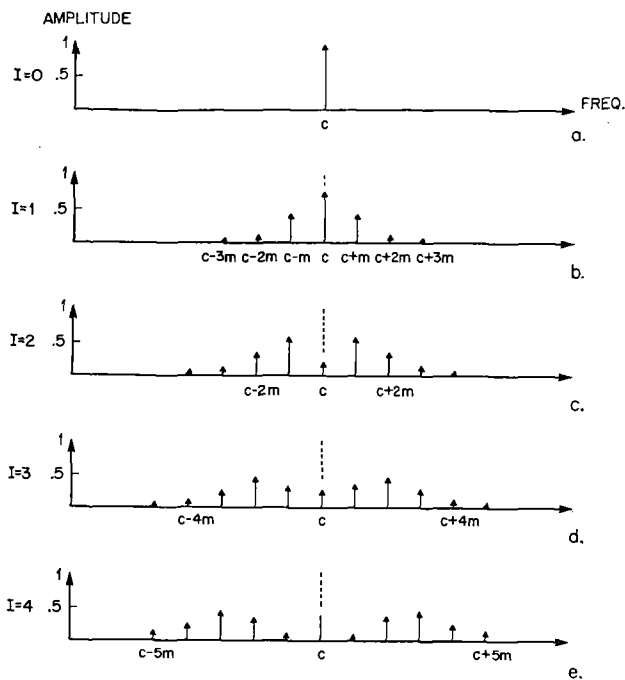 AMPLITUDE
1
I=0 .5
FREQ.
c
a.
1
I=1 .5
c-3m c-2m c-m c c+m c+2m c+3m
b.
1
I=2 .5
c-2m c c+2m
c.
1
I=3 .5
c-4m c c+4m
d.
1
I=4 .5
c-5m c c+5m
e.